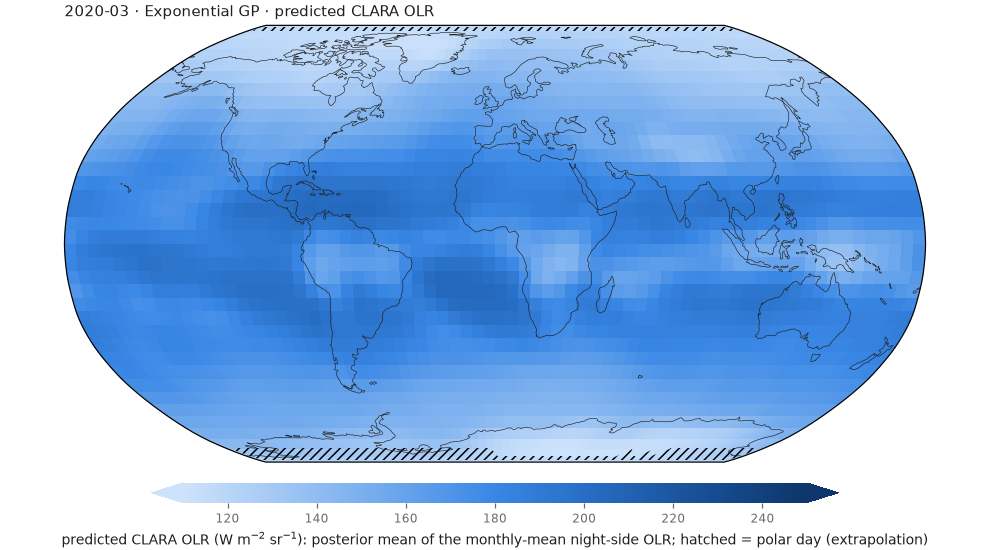 2020-03 · Exponential GP · predicted CLARA OLR
120 140 160 180 200 220 240
predicted CLARA OLR (W m⁻² sr⁻¹): posterior mean of the monthly-mean night-side OLR; hatched = polar day (extrapolation)